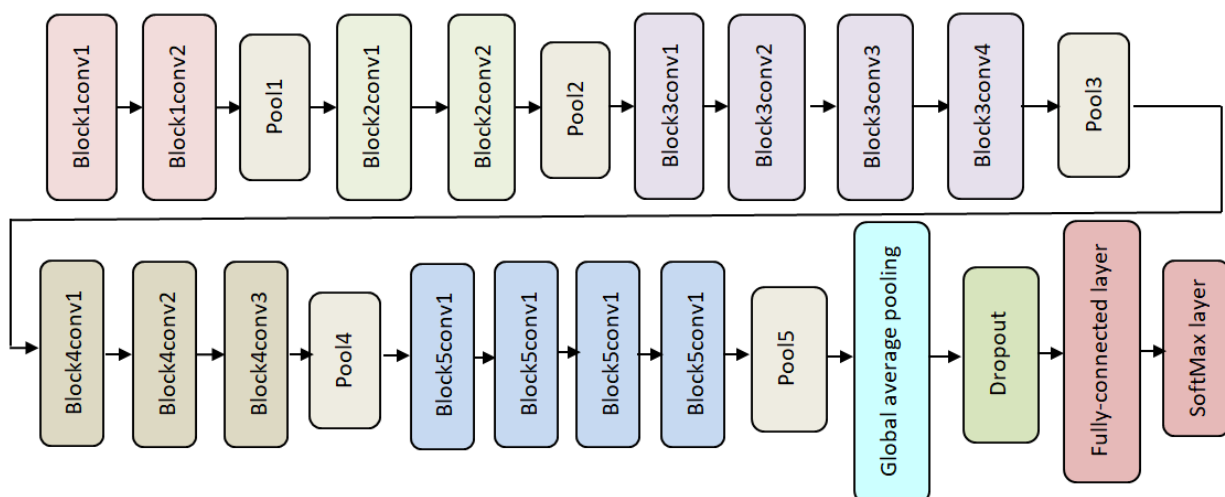 Block1conv1
Block1conv2
Pool1
Block2conv1
Block2conv2
Pool2
Block3conv1
Block3conv2
Block3conv3
Block3conv4
Pool3
Block4conv1
Block4conv2
Block4conv3
Pool4
Block5conv1
Block5conv1
Block5conv1
Block5conv1
Pool5
Global average pooling
Dropout
Fully-connected layer
SoftMax layer